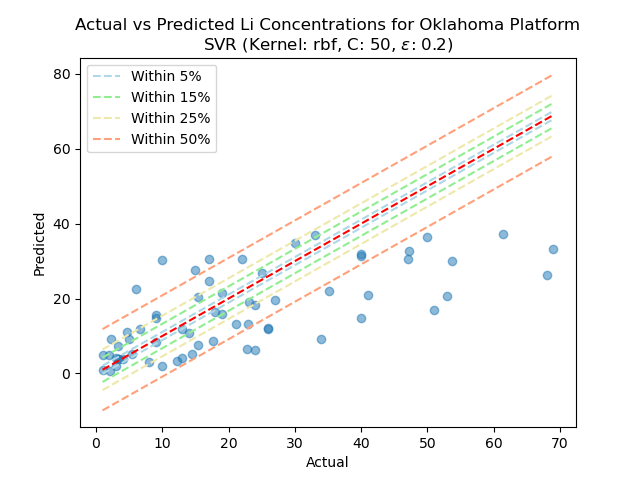 Actual vs Predicted Li Concentrations for Oklahoma Platform
SVR (Kernel: rbf, C: 50, ε: 0.2)
Within 5%
Within 15%
Within 25%
Within 50%
Predicted
80
60
40
20
0
0 10 20 30 40 50 60 70
Actual